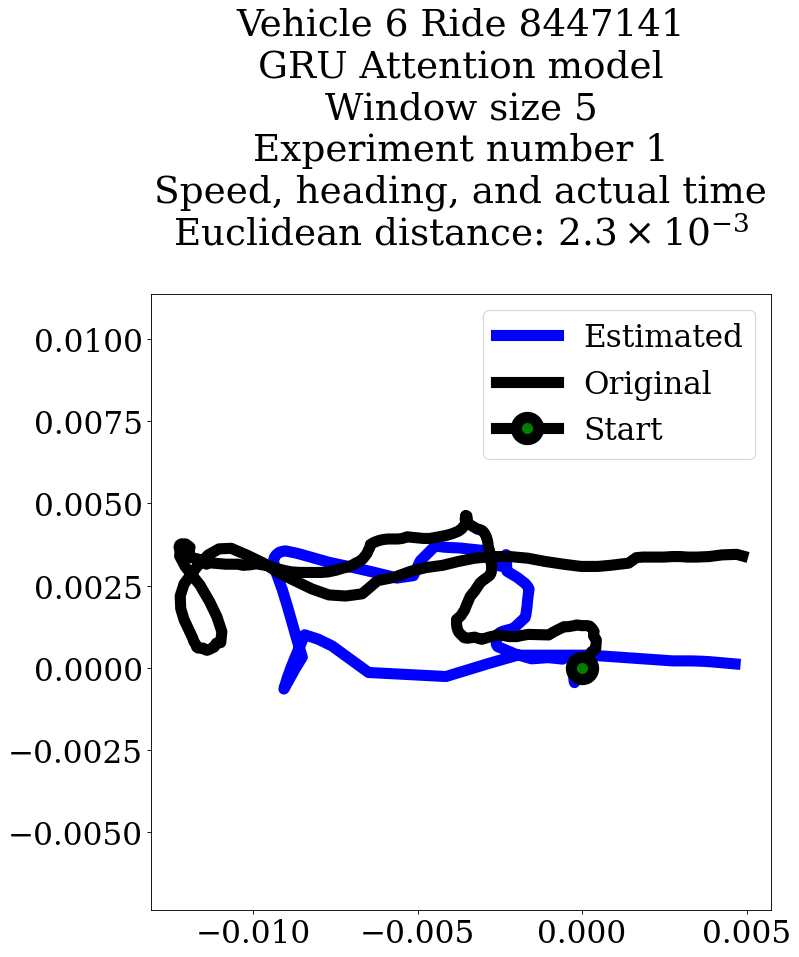 Vehicle 6 Ride 8447141
GRU Attention model
Window size 5
Experiment number 1
Speed, heading, and actual time
Euclidean distance: 2.3 × 10⁻³
Estimated
Original
Start
0.0100
0.0075
0.0050
0.0025
0.0000
−0.0025
−0.0050
−0.010
−0.005
0.000
0.005